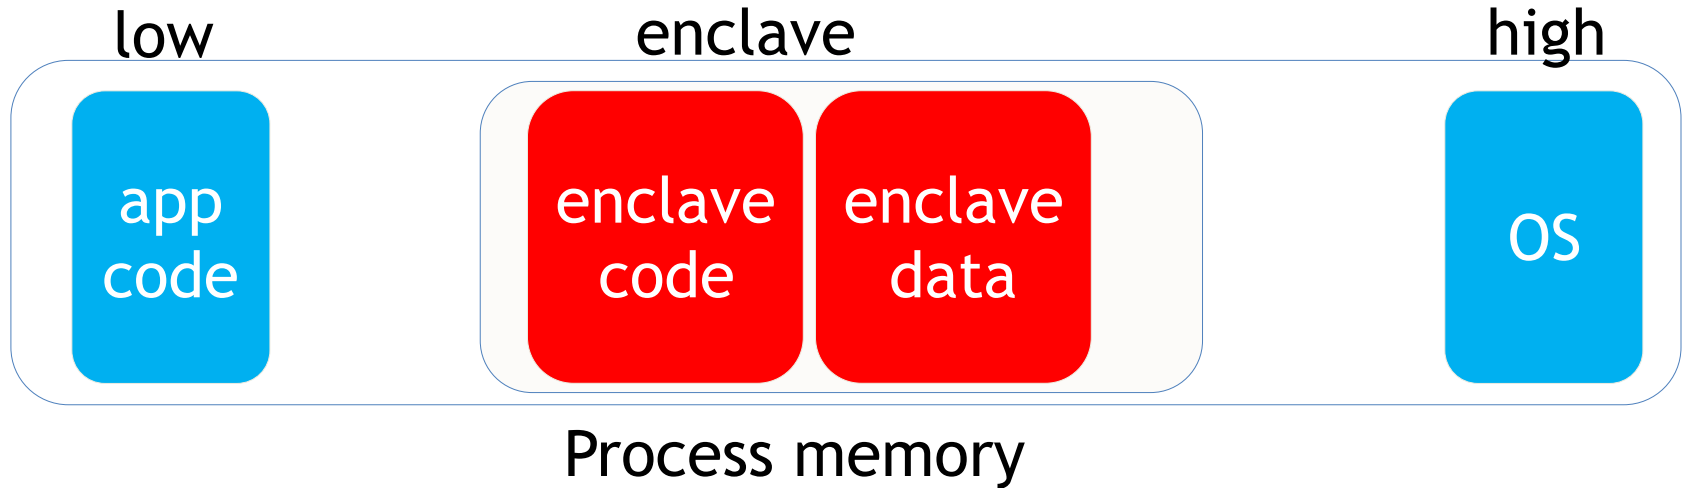 low
enclave
high
app
code
enclave
code
enclave
data
OS
Process memory